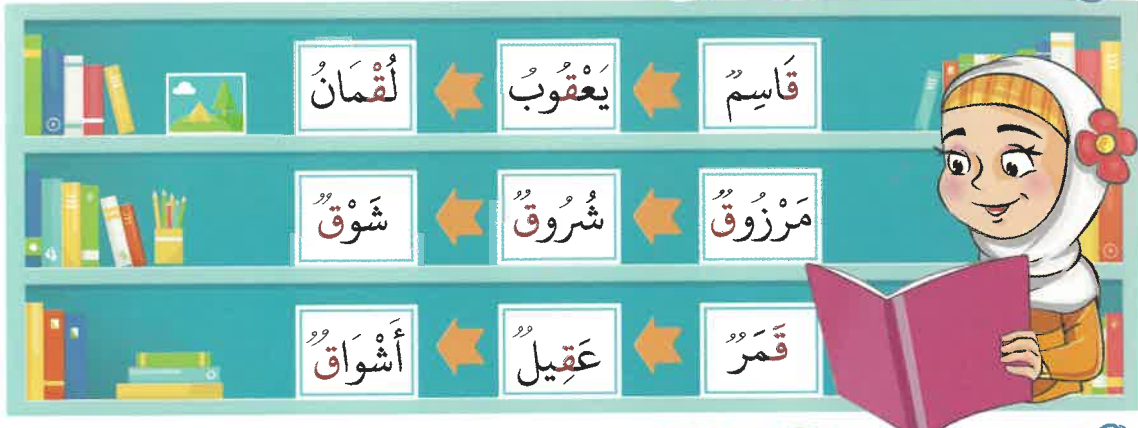 قَاسِمٌ يَعْقُوبُ لُقْمَانُ
مَرْزُوقٌ شُرُوقٌ شَوْقٌ
قَمَرٌ عَقِيلٌ أَشْوَاقٌ